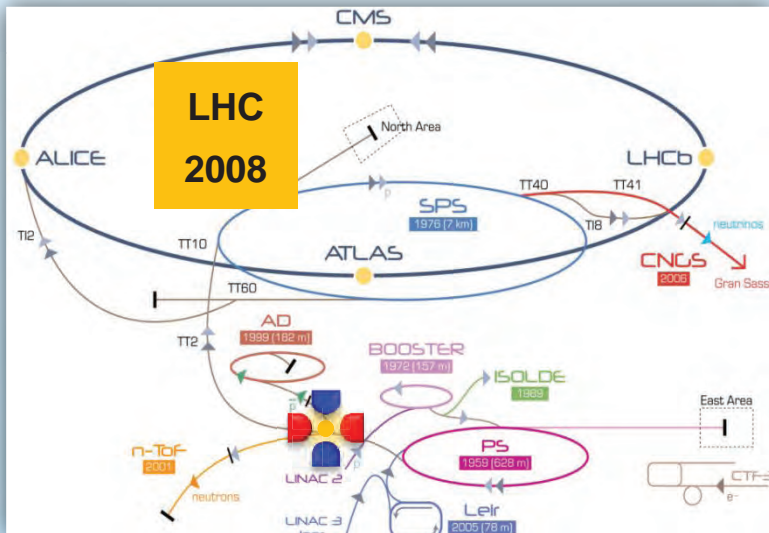 CMS
LHC
2008
North Area
ALICE
LHCb
TT40
TT41
p
SPS
1976 (7 km)
TI8
TI2
TT10
ATLAS
neutrinos
CNGS
2006
Gran Sass
TT60
AD
1999 (182 m)
TT2
BOOSTER
1972 (157 m)
ISOLDE
1989
East Area
p
n-ToF
2001
PS
1959 (628 m)
LINAC 2
p
neutrons
CTF3
e-
LINAC 3
Leir
2005 (78 m)